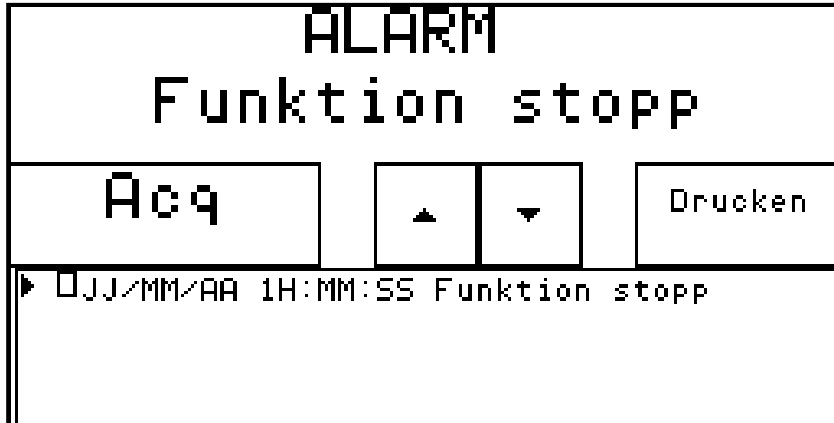 ALARM
Funktion stopp
Acq ▲ ▼ Drucken
▶ □JJ/MM/AA 1H:MM:SS Funktion stopp